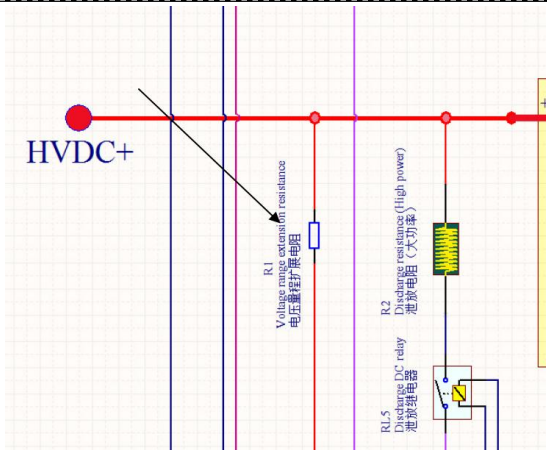 HVDC+
R1
Voltage range extension resistance
电压量程扩展电阻
R2
Discharge resistance (High power)
泄放电阻（大功率）
RL5
Discharge DC relay
泄放继电器
+